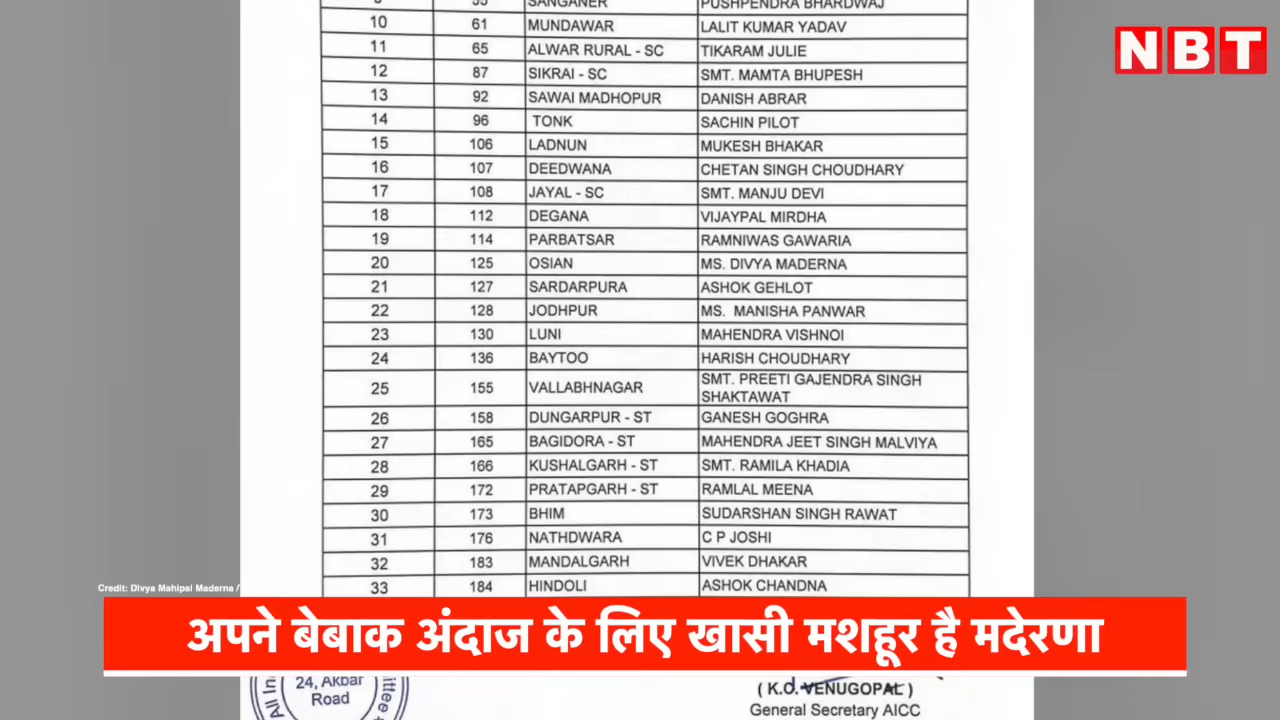 9 55 SANGANER PUSHPENDRA BHARDWAJ
10 61 MUNDAWAR LALIT KUMAR YADAV
11 65 ALWAR RURAL - SC TIKARAM JULIE
12 87 SIKRAI - SC SMT. MAMTA BHUPESH
13 92 SAWAI MADHOPUR DANISH ABRAR
14 96 TONK SACHIN PILOT
15 106 LADNUN MUKESH BHAKAR
16 107 DEEDWANA CHETAN SINGH CHOUDHARY
17 108 JAYAL - SC SMT. MANJU DEVI
18 112 DEGANA VIJAYPAL MIRDHA
19 114 PARBATSAR RAMNIWAS GAWARIA
20 125 OSIAN MS. DIVYA MADERNA
21 127 SARDARPURA ASHOK GEHLOT
22 128 JODHPUR MS. MANISHA PANWAR
23 130 LUNI MAHENDRA VISHNOI
24 136 BAYTOO HARISH CHOUDHARY
25 155 VALLABHNAGAR SMT. PREETI GAJENDRA SINGH
SHAKTAWAT
26 158 DUNGARPUR - ST GANESH GOGHRA
27 165 BAGIDORA - ST MAHENDRA JEET SINGH MALVIYA
28 166 KUSHALGARH - ST SMT. RAMILA KHADIA
29 172 PRATAPGARH - ST RAMLAL MEENA
30 173 BHIM SUDARSHAN SINGH RAWAT
31 176 NATHDWARA C P JOSHI
32 183 MANDALGARH VIVEK DHAKAR
33 184 HINDOLI ASHOK CHANDNA
NBT
Credit: Divya Mahipal Maderna /
अपने बेबाक अंदाज के लिए खासी मशहूर है मदेरणा
All In
24, Akbar
Road
ittee
( K.C. VENUGOPAL )
General Secretary AICC